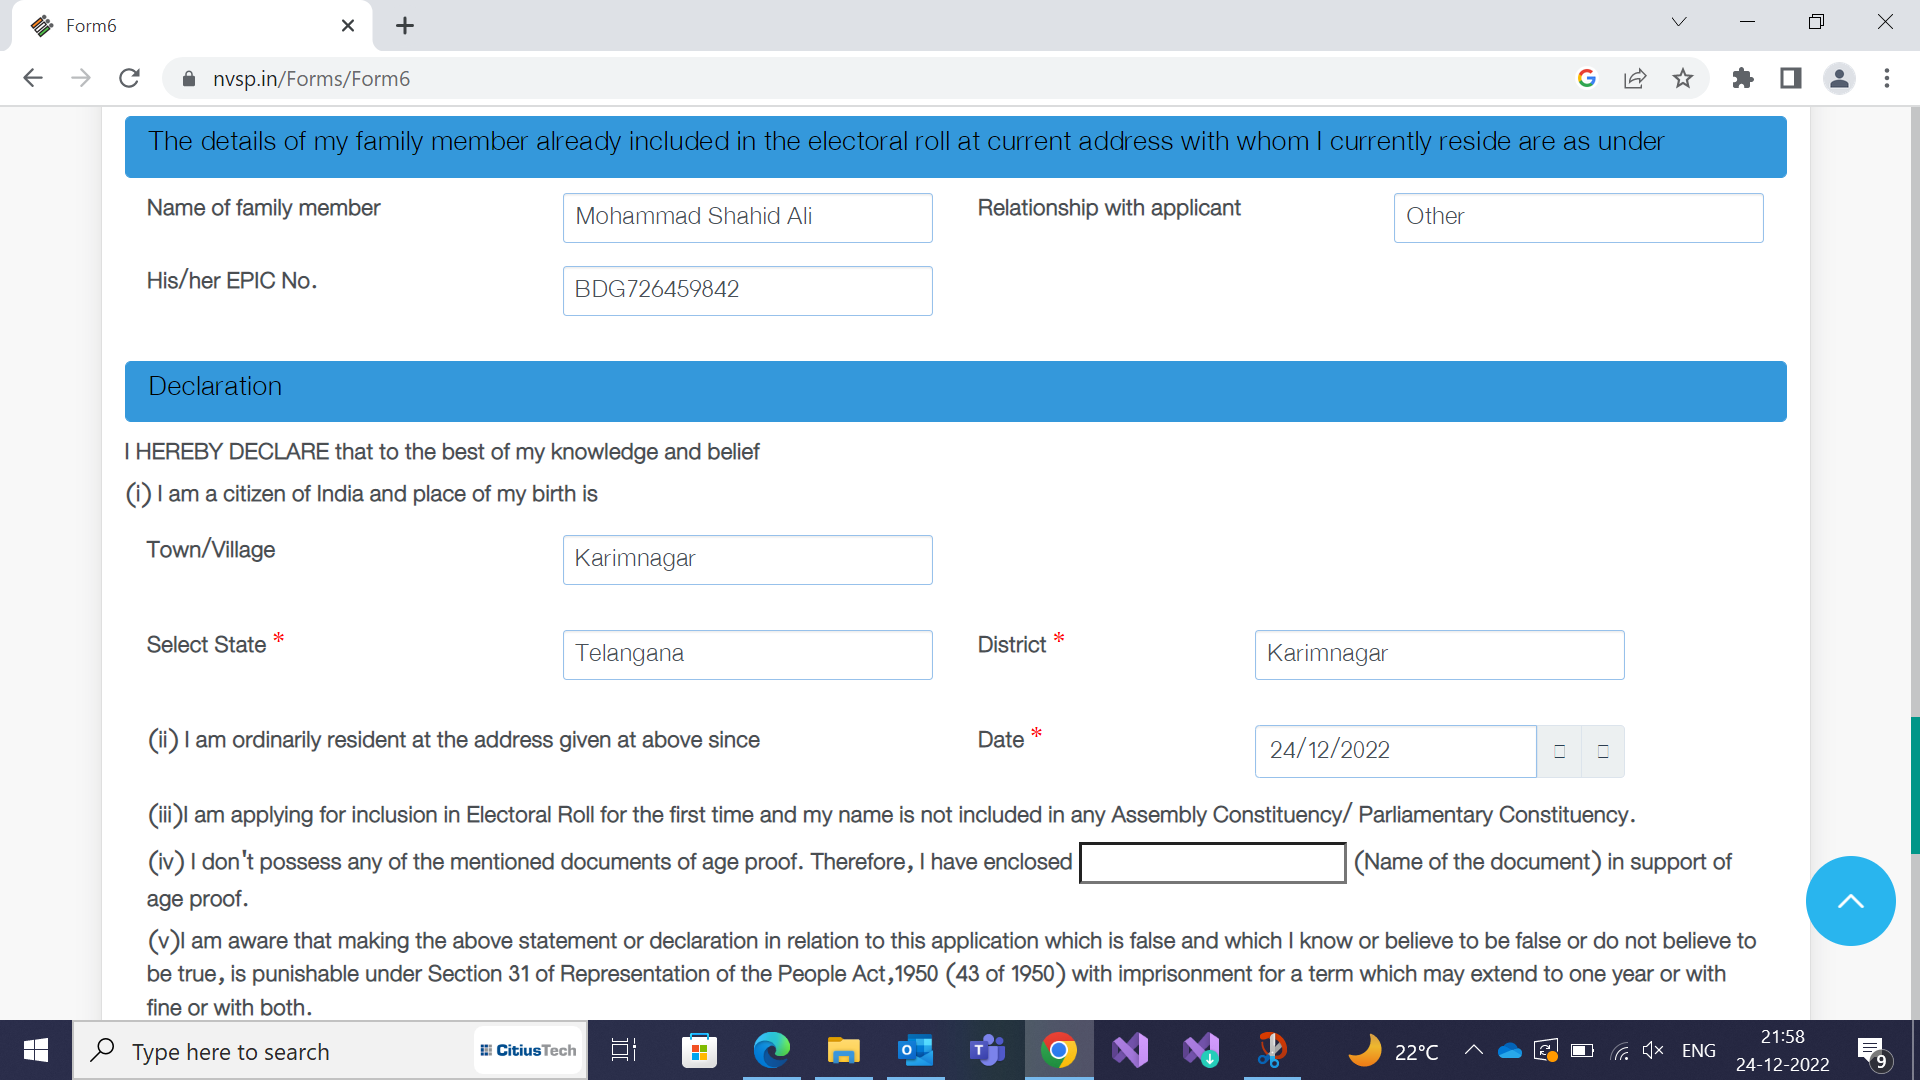 Form6
nvsp.in/Forms/Form6
The details of my family member already included in the electoral roll at current address with whom I currently reside are as under
Name of family member Mohammad Shahid Ali Relationship with applicant Other
His/her EPIC No. BDG726459842
Declaration
I HEREBY DECLARE that to the best of my knowledge and belief
(i) I am a citizen of India and place of my birth is
Town/Village Karimnagar
Select State * Telangana District * Karimnagar
(ii) I am ordinarily resident at the address given at above since Date * 24/12/2022
(iii)I am applying for inclusion in Electoral Roll for the first time and my name is not included in any Assembly Constituency/ Parliamentary Constituency.
(iv) I don't possess any of the mentioned documents of age proof. Therefore, I have enclosed (Name of the document) in support of
age proof.
(v)I am aware that making the above statement or declaration in relation to this application which is false and which I know or believe to be false or do not believe to
be true, is punishable under Section 31 of Representation of the People Act,1950 (43 of 1950) with imprisonment for a term which may extend to one year or with
fine or with both.
Type here to search CitiusTech 22°C ENG 21:58
24-12-2022 9